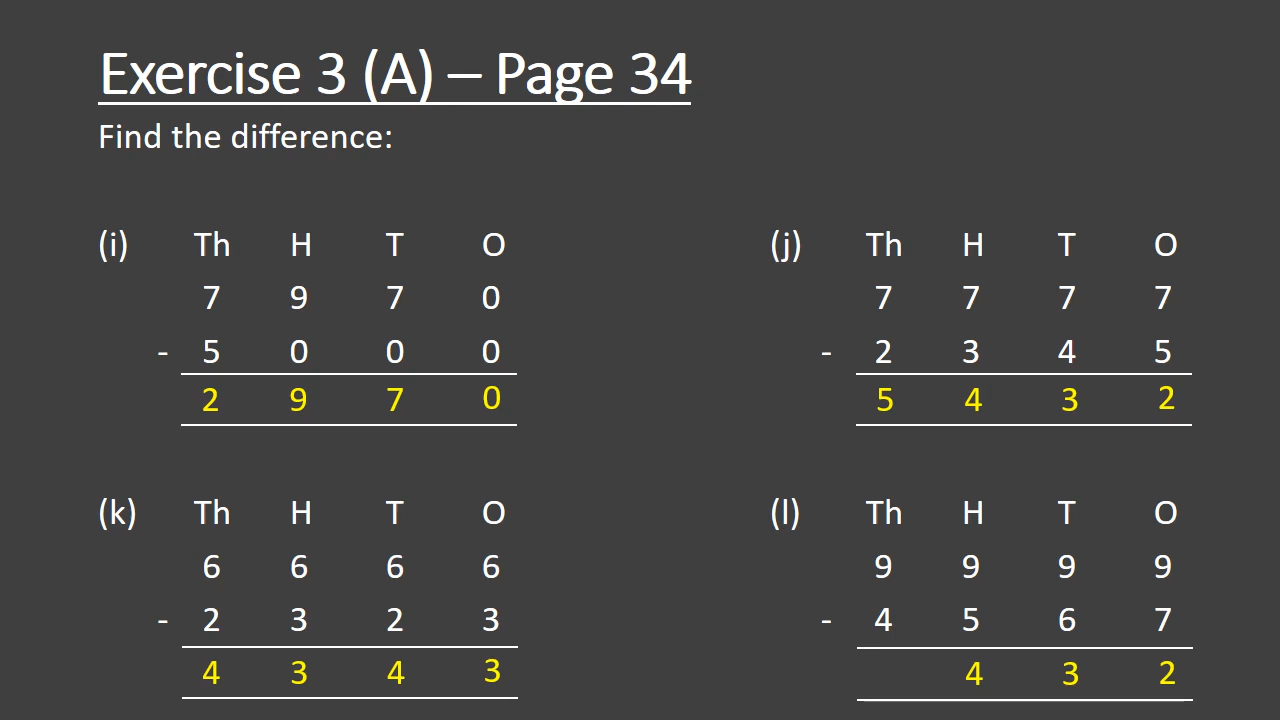 Exercise 3 (A) – Page 34
Find the difference:
(i) Th H T O
7 9 7 0
- 5 0 0 0
2 9 7 0
(j) Th H T O
7 7 7 7
- 2 3 4 5
5 4 3 2
(k) Th H T O
6 6 6 6
- 2 3 2 3
4 3 4 3
(l) Th H T O
9 9 9 9
- 4 5 6 7
4 3 2